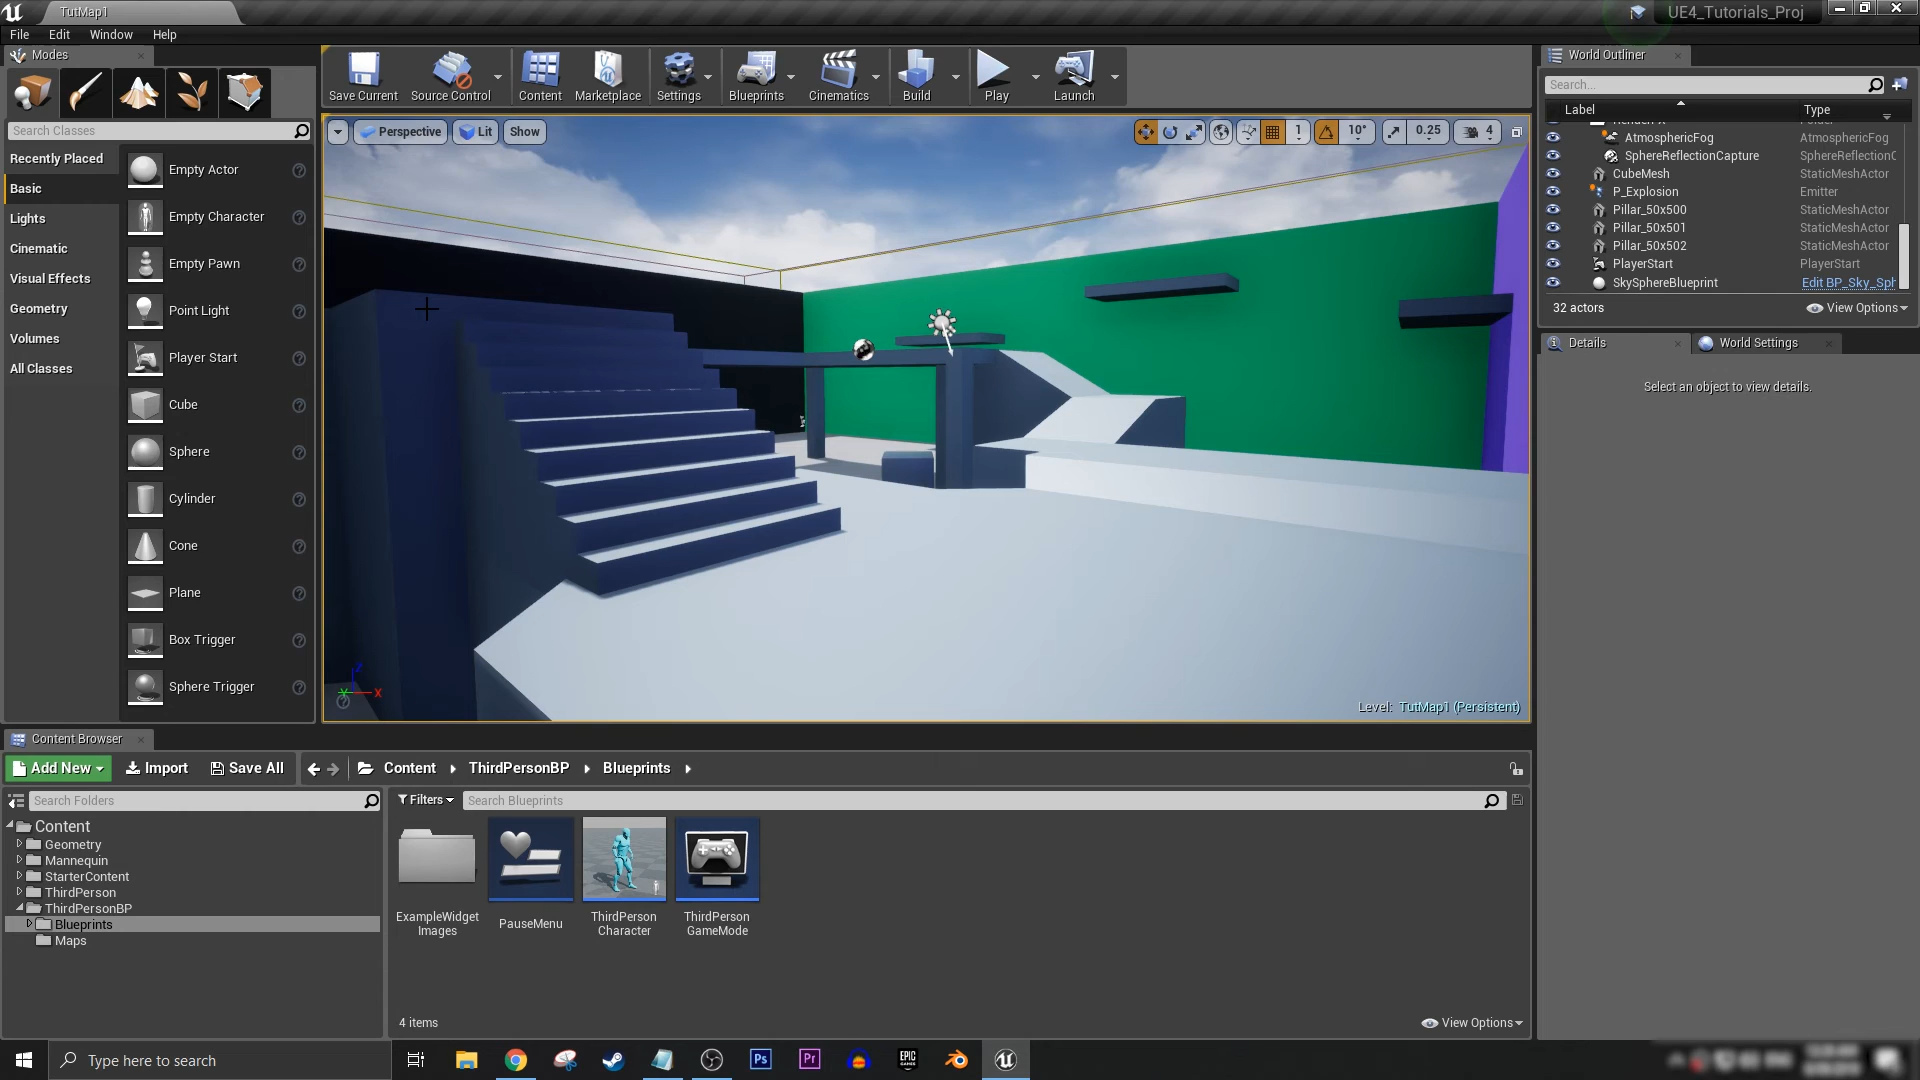 TutMap1
UE4_Tutorials_Proj
File Edit Window Help
Modes
Search Classes
Recently Placed
Basic
Lights
Cinematic
Visual Effects
Geometry
Volumes
All Classes
Empty Actor
Empty Character
Empty Pawn
Point Light
Player Start
Cube
Sphere
Cylinder
Cone
Plane
Box Trigger
Sphere Trigger
Save Current
Source Control
Content
Marketplace
Settings
Blueprints
Cinematics
Build
Play
Launch
Perspective
Lit
Show
1
10°
0.25
4
Level: TutMap1 (Persistent)
World Outliner
Search...
Label Type
AtmosphericFog AtmosphericFog
SphereReflectionCapture SphereReflectionC
CubeMesh StaticMeshActor
P_Explosion Emitter
Pillar_50x500 StaticMeshActor
Pillar_50x501 StaticMeshActor
Pillar_50x502 StaticMeshActor
PlayerStart PlayerStart
SkySphereBlueprint Edit BP_Sky_Sph
32 actors
View Options
Details
World Settings
Select an object to view details.
Content Browser
Add New
Import
Save All
Content
ThirdPersonBP
Blueprints
Search Folders
Content
Geometry
Mannequin
StarterContent
ThirdPerson
ThirdPersonBP
Blueprints
Maps
Filters
Search Blueprints
ExampleWidget
Images
PauseMenu
ThirdPerson
Character
ThirdPerson
GameMode
4 items
View Options
Type here to search
Ps
Pr
EPIC
GAMES